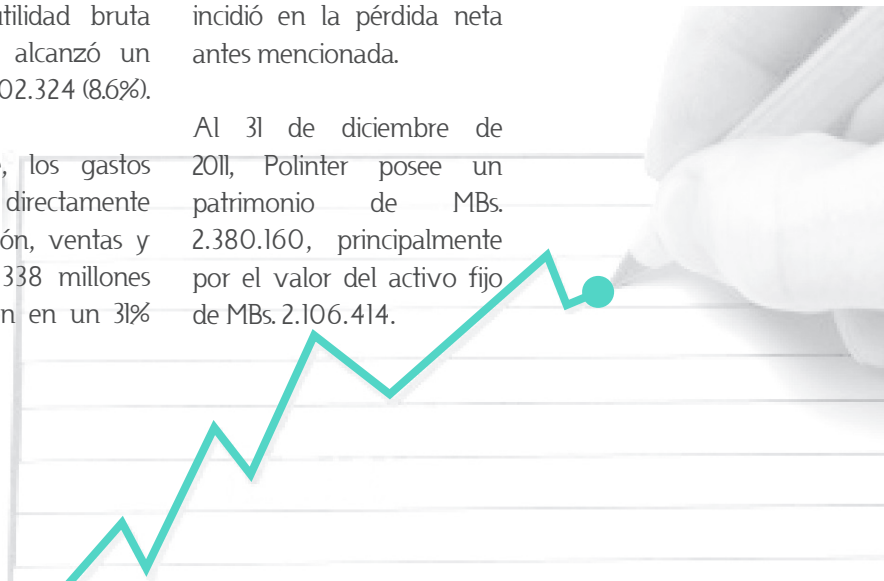 utilidad bruta
alcanzó un
02.324 (8.6%).
, los gastos
directamente
ón, ventas y
338 millones
n en un 31%
incidió en la pérdida neta
antes mencionada.
Al 31 de diciembre de
2011, Polinter posee un
patrimonio de MBs.
2.380.160, principalmente
por el valor del activo fijo
de MBs. 2.106.414.